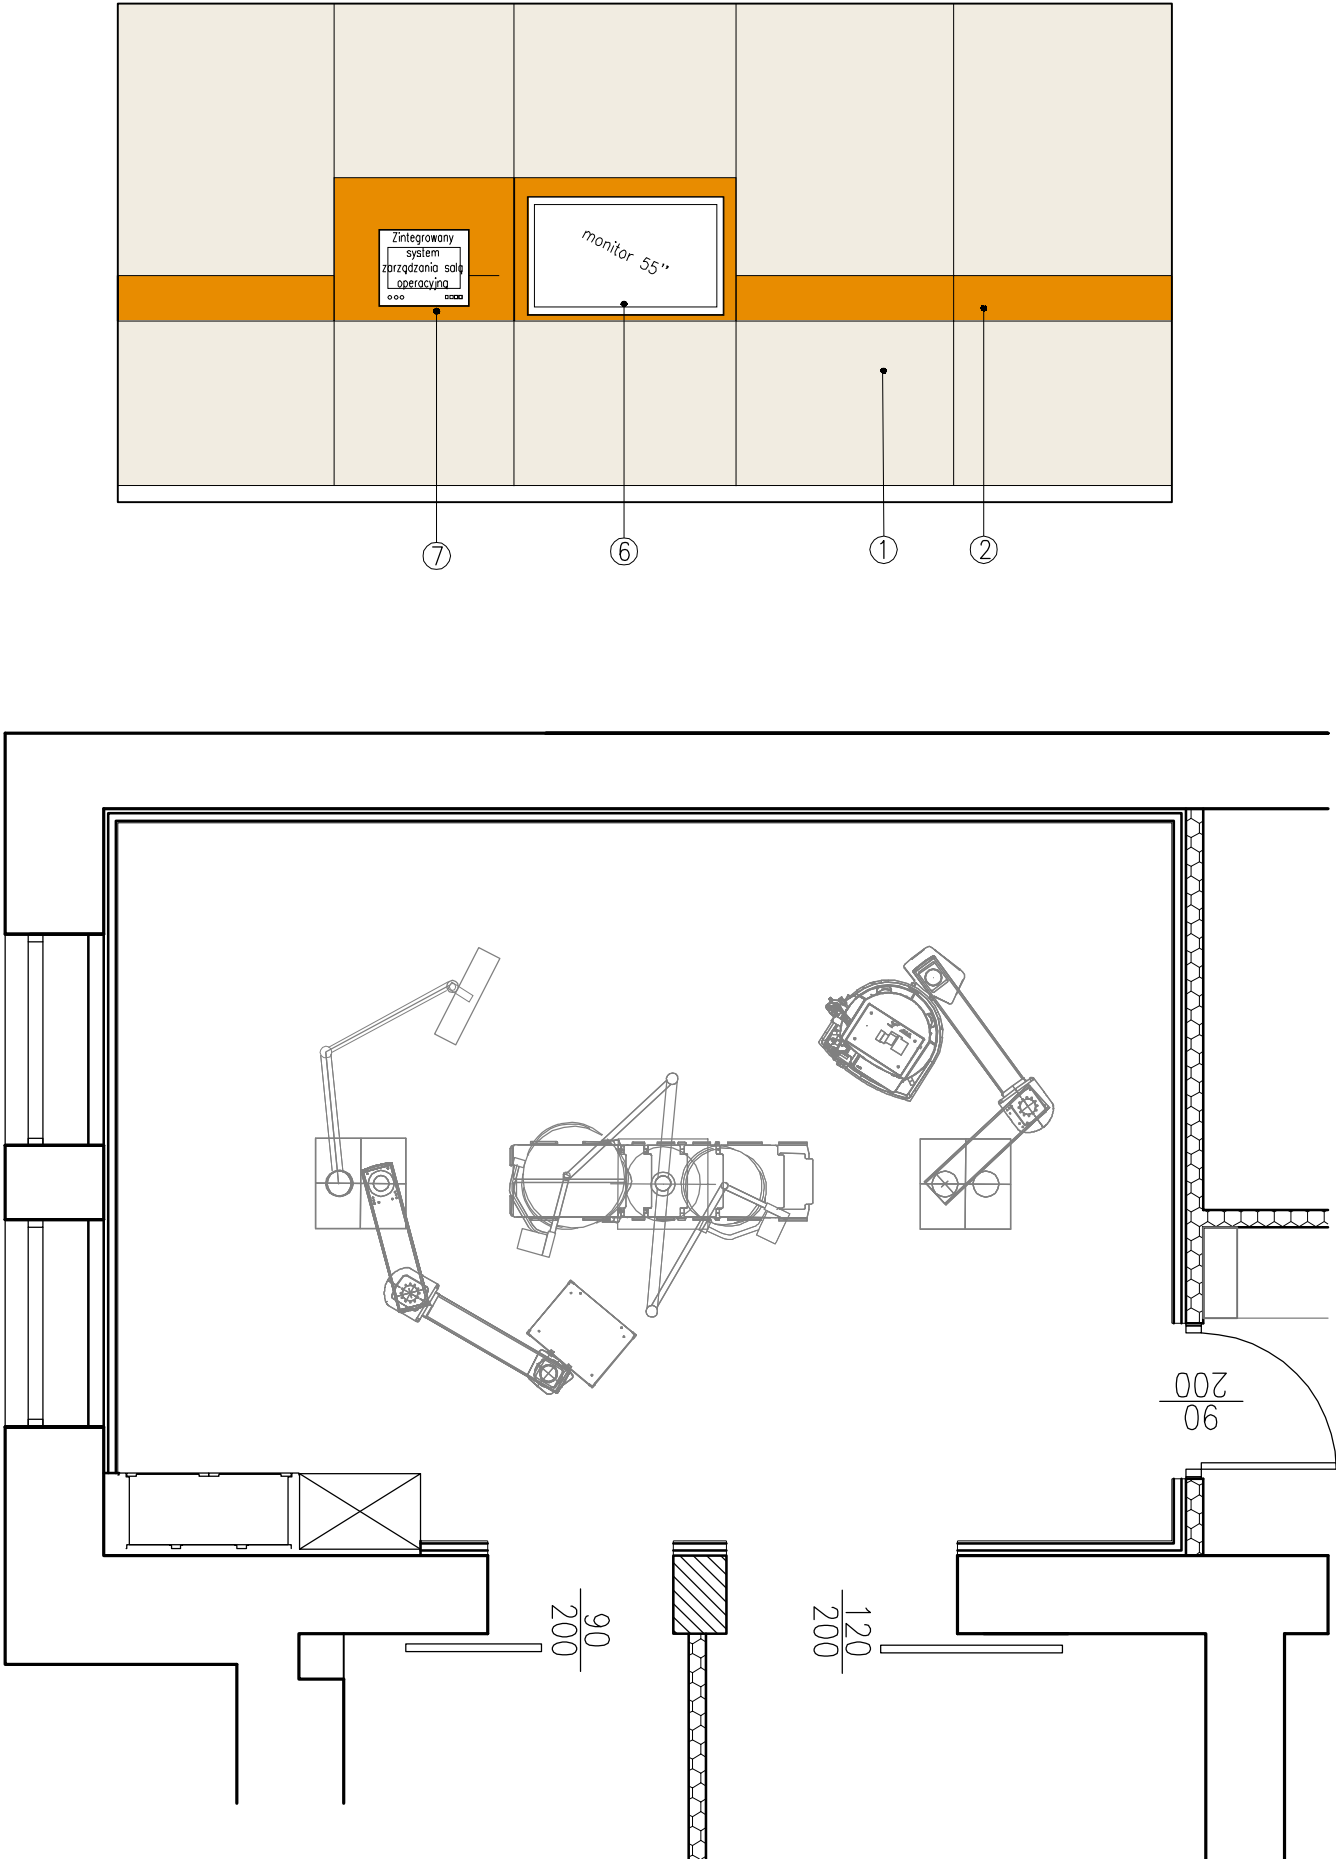 Zintegrowany
system
zarządzania salą
operacyjną
monitor 55"
7
6
1
2
90
200
90
200
120
200